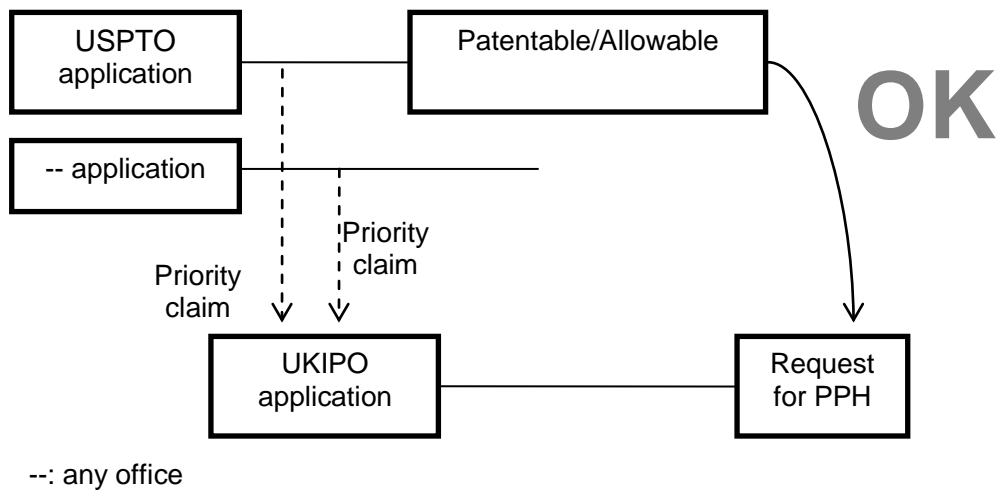 USPTO
application
Patentable/Allowable
OK
-- application
Priority
claim
Priority
claim
UKIPO
application
Request
for PPH
--: any office